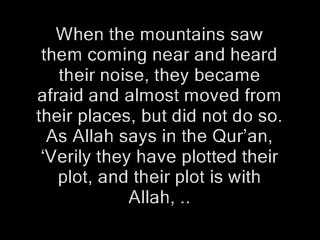 When the mountains saw
them coming near and heard
their noise, they became
afraid and almost moved from
their places, but did not do so.
As Allah says in the Qur’an,
‘Verily they have plotted their
plot, and their plot is with
Allah, ..